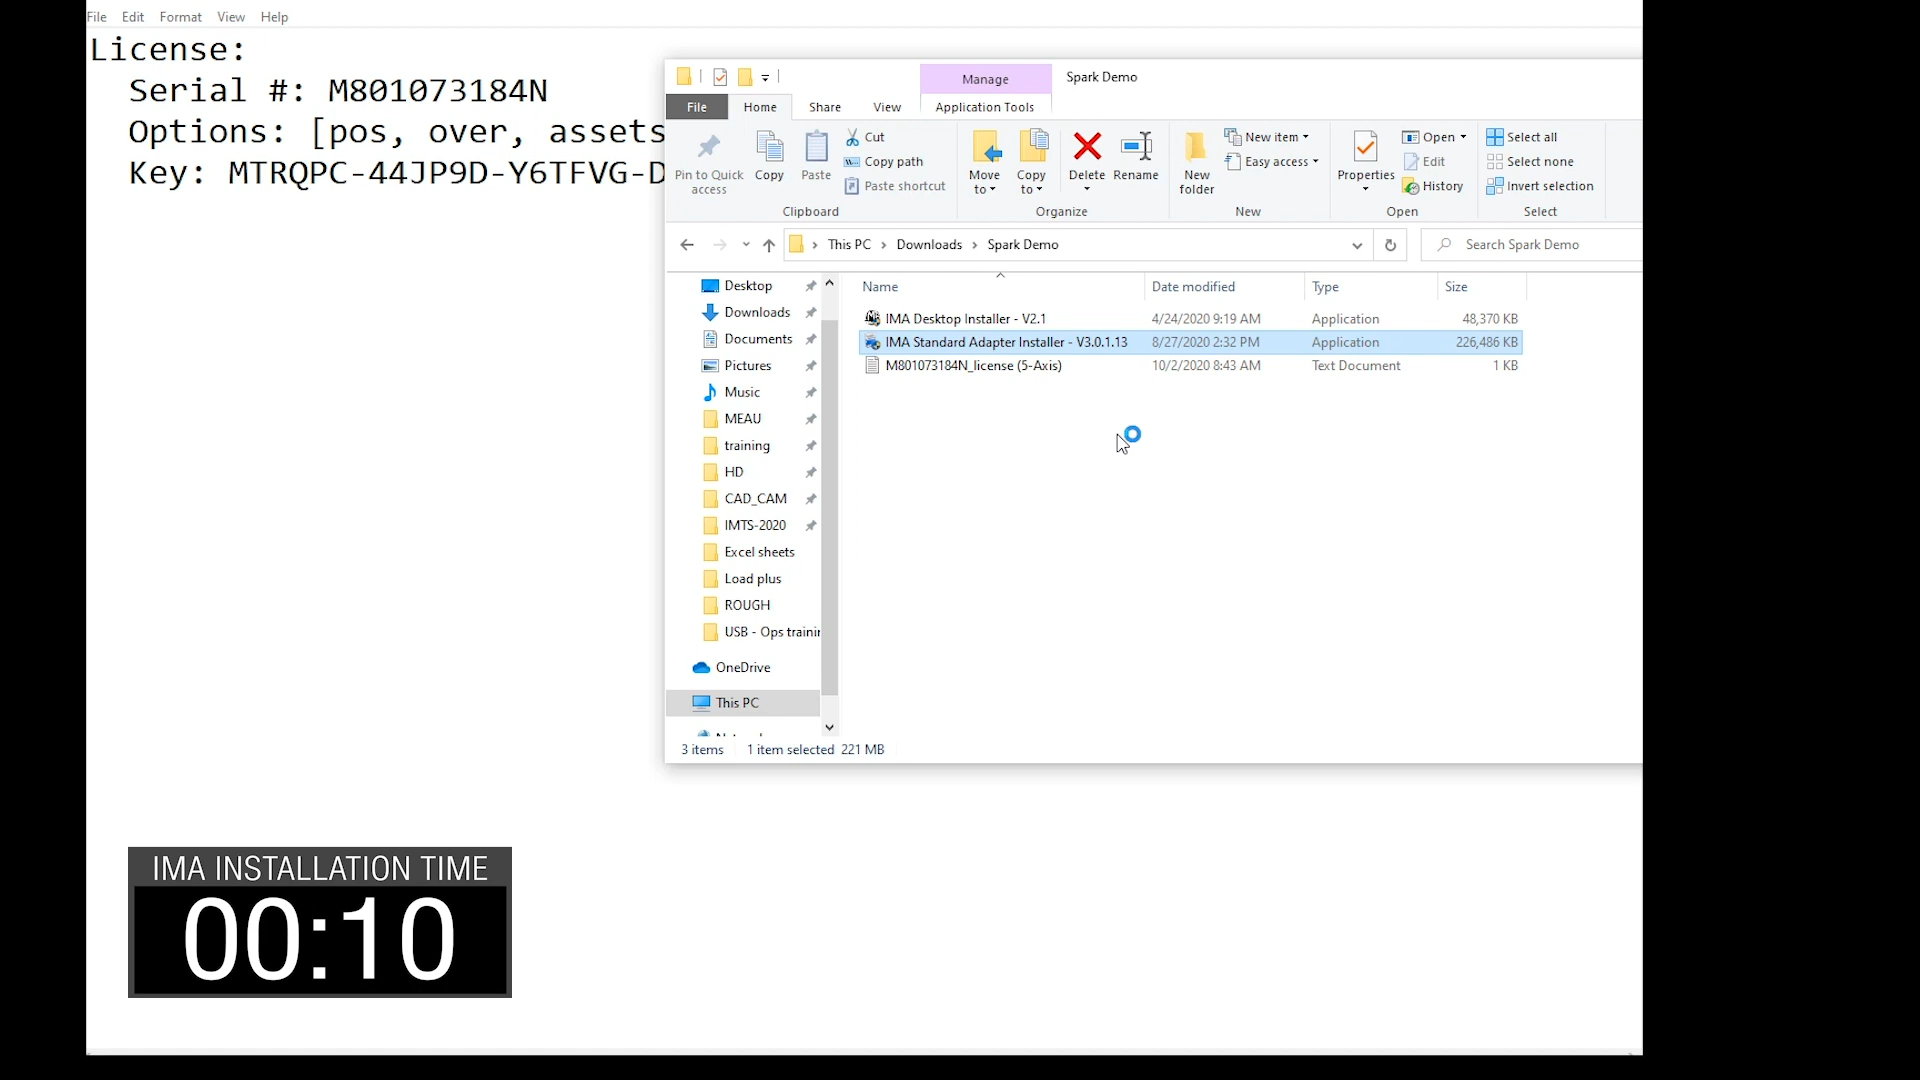 File Edit Format View Help
License:
Serial #: M801073184N
Options: [pos, over, assets
Key: MTRQPC-44JP9D-Y6TFVG-D
Manage Spark Demo
File Home Share View Application Tools
Pin to Quick access
Copy
Paste
Cut
Copy path
Paste shortcut
Clipboard
Move to
Copy to
Delete
Rename
Organize
New folder
New item
Easy access
New
Properties
Open
Edit
History
Open
Select all
Select none
Invert selection
Select
This PC > Downloads > Spark Demo
Search Spark Demo
Desktop
Downloads
Documents
Pictures
Music
MEAU
training
HD
CAD_CAM
IMTS-2020
Excel sheets
Load plus
ROUGH
USB - Ops trainin
OneDrive
This PC
Name Date modified Type Size
IMA Desktop Installer - V2.1 4/24/2020 9:19 AM Application 48,370 KB
IMA Standard Adapter Installer - V3.0.1.13 8/27/2020 2:32 PM Application 226,486 KB
M801073184N_license (5-Axis) 10/2/2020 8:43 AM Text Document 1 KB
3 items 1 item selected 221 MB
IMA INSTALLATION TIME
00:10